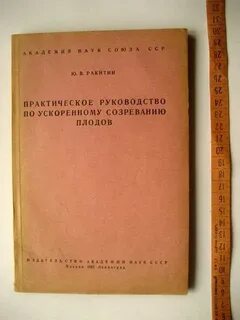 АКАДЕМИЯ НАУК СОЮЗА ССР
Ю. В. РАКИТИН
ПРАКТИЧЕСКОЕ РУКОВОДСТВО
ПО УСКОРЕННОМУ СОЗРЕВАНИЮ
ПЛОДОВ
ИЗДАТЕЛЬСТВО АКАДЕМИИ НАУК СССР
Москва Ленинград